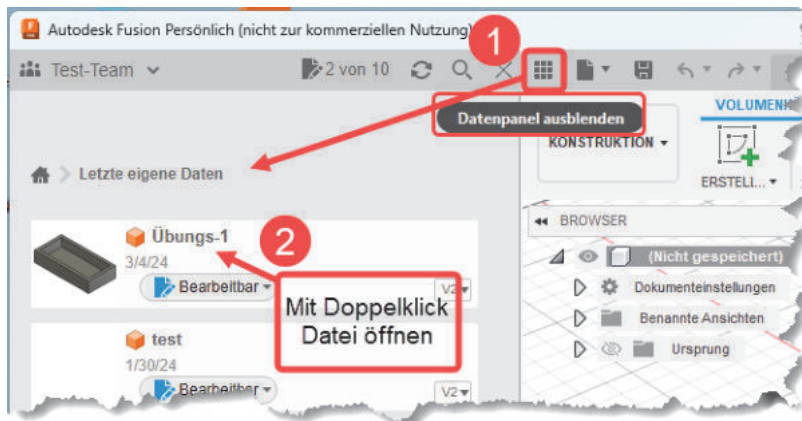 Autodesk Fusion Persönlich (nicht zur kommerziellen Nutzung)
1
Test-Team
2 von 10
Datenpanel ausblenden
Letzte eigene Daten
Übungs-1
2
3/4/24
Bearbeitbar
V2
Mit Doppelklick
Datei öffnen
test
1/30/24
Bearbeitbar
V2
KONSTRUKTION
ERSTELL...
BROWSER
(Nicht gespeichert)
Dokumenteinstellungen
Benannte Ansichten
Ursprung